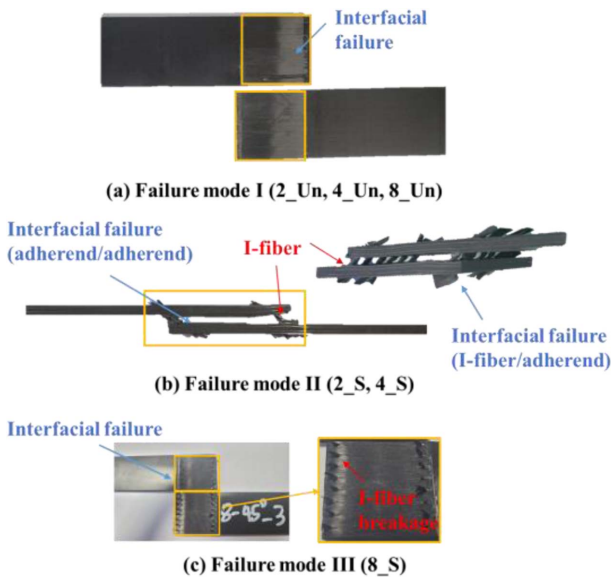 Interfacial
failure
(a) Failure mode I (2_Un, 4_Un, 8_Un)
Interfacial failure
(adherend/adherend)
I-fiber
Interfacial failure
(I-fiber/adherend)
(b) Failure mode II (2_S, 4_S)
Interfacial failure
8-45°-3
I-fiber
breakage
(c) Failure mode III (8_S)